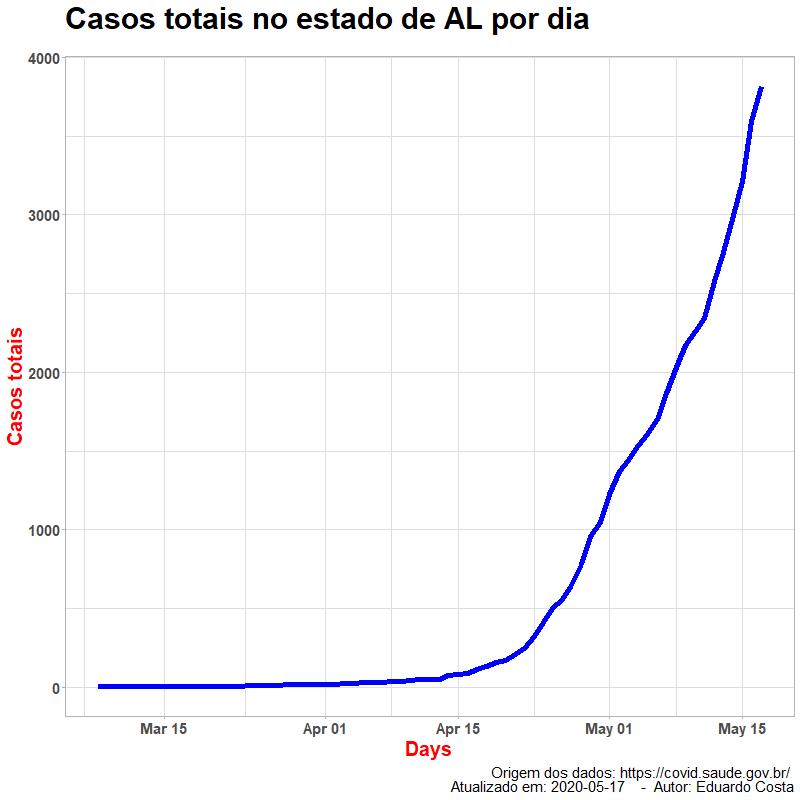 Casos totais no estado de AL por dia
4000
3000
2000
1000
0
Casos totais
Mar 15
Apr 01
Apr 15
May 01
May 15
Days
Origem dos dados: https://covid.saude.gov.br/
Atualizado em: 2020-05-17 - Autor: Eduardo Costa